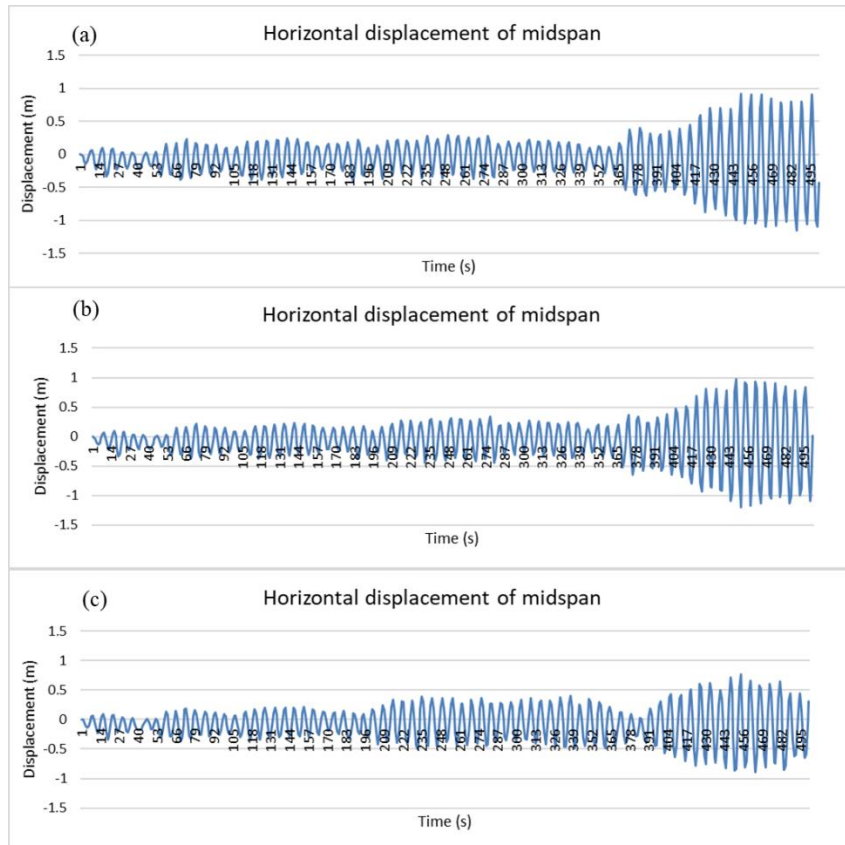 (a)
Horizontal displacement of midspan
Displacement (m)
1.5
1
0.5
0
-0.5
-1
-1.5
1 14 27 40 53 66 79 92 105 118 131 144 157 170 183 196 209 222 235 248 261 274 287 300 313 326 339 352 365 378 391 404 417 430 443 456 469 482 495
Time (s)
(b)
Horizontal displacement of midspan
Displacement (m)
1.5
1
0.5
0
-0.5
-1
-1.5
1 14 27 40 53 66 79 92 105 118 131 144 157 170 183 196 209 222 235 248 261 274 287 300 313 326 339 352 365 378 391 404 417 430 443 456 469 482 495
Time (s)
(c)
Horizontal displacement of midspan
Displacement (m)
1.5
1
0.5
0
-0.5
-1
-1.5
1 14 27 40 53 66 79 92 105 118 131 144 157 170 183 196 209 222 235 248 261 274 287 300 313 326 339 352 365 378 391 404 417 430 443 456 469 482 495
Time (s)